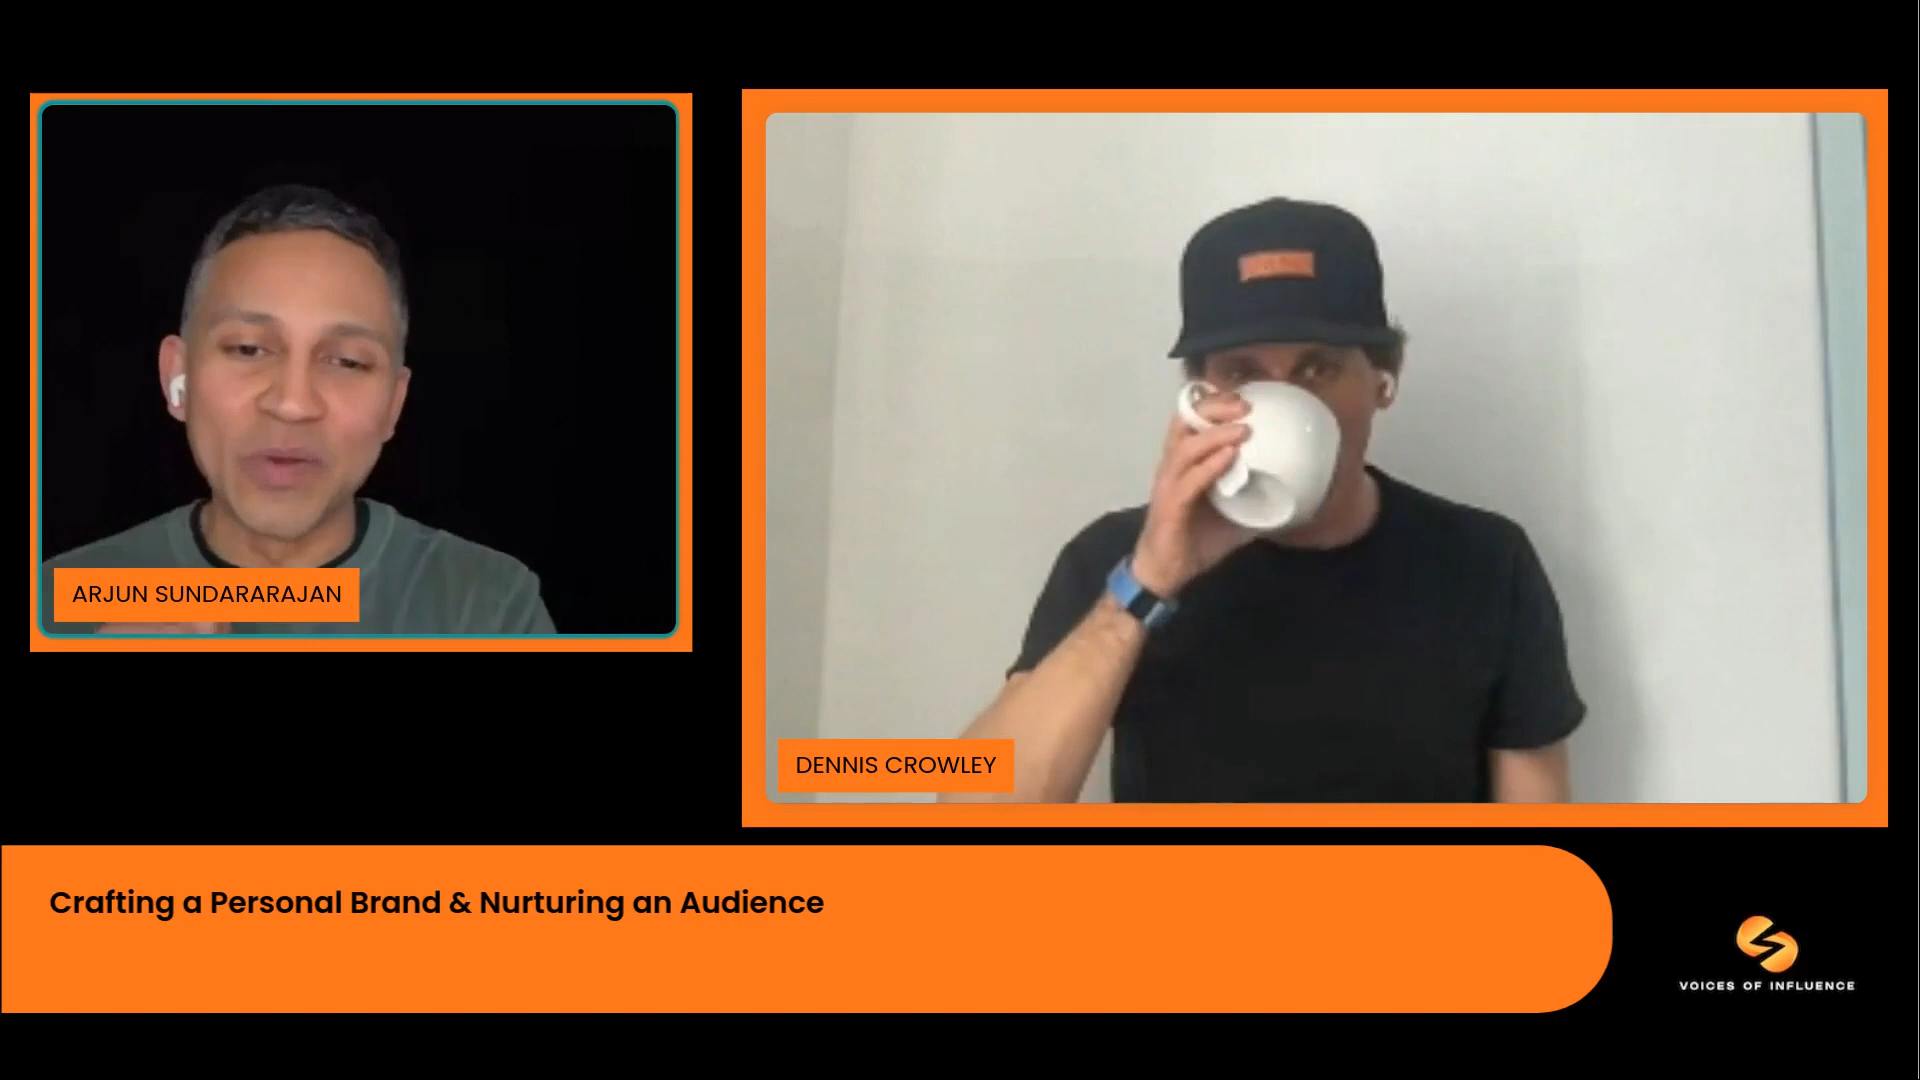 ARJUN SUNDARARAJAN
DENNIS CROWLEY
Crafting a Personal Brand & Nurturing an Audience
VOICES OF INFLUENCE